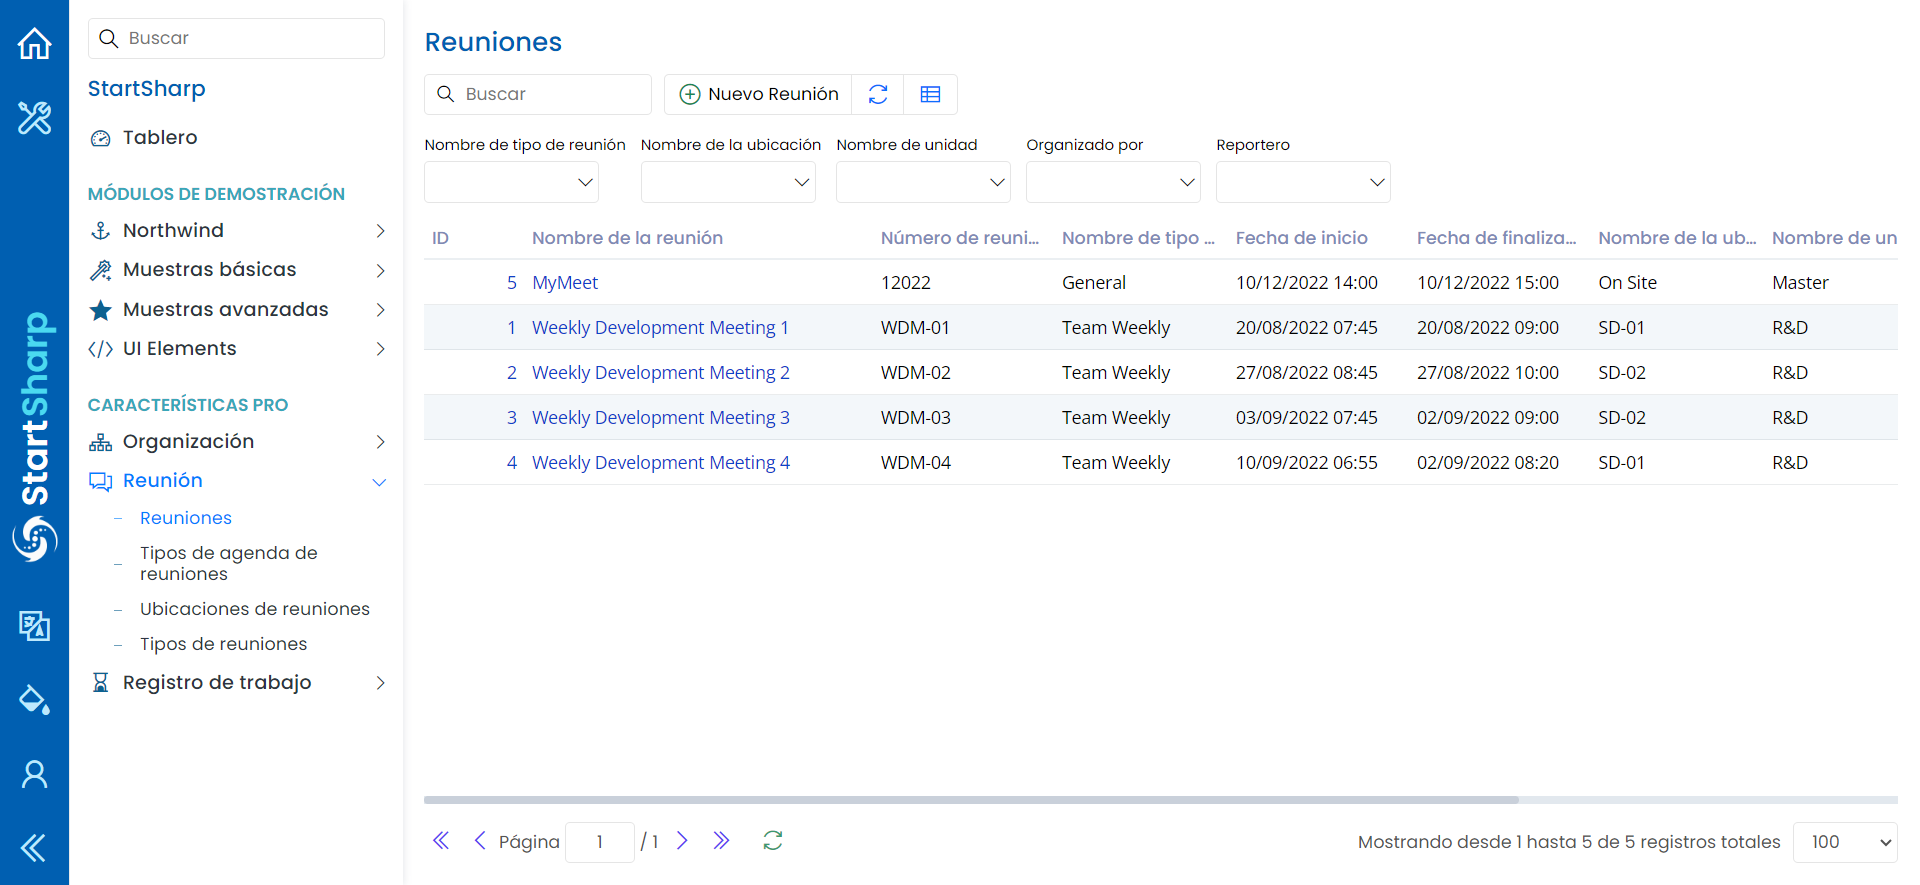 StartSharp
Buscar
StartSharp
Tablero
MÓDULOS DE DEMOSTRACIÓN
Northwind
Muestras básicas
Muestras avanzadas
UI Elements
CARACTERÍSTICAS PRO
Organización
Reunión
Reuniones
Tipos de agenda de
reuniones
Ubicaciones de reuniones
Tipos de reuniones
Registro de trabajo
Reuniones
Buscar Nuevo Reunión
Nombre de tipo de reunión Nombre de la ubicación Nombre de unidad Organizado por Reportero
ID Nombre de la reunión Número de reuni... Nombre de tipo ... Fecha de inicio Fecha de finaliza... Nombre de la ub... Nombre de un
5 MyMeet 12022 General 10/12/2022 14:00 10/12/2022 15:00 On Site Master
1 Weekly Development Meeting 1 WDM-01 Team Weekly 20/08/2022 07:45 20/08/2022 09:00 SD-01 R&D
2 Weekly Development Meeting 2 WDM-02 Team Weekly 27/08/2022 08:45 27/08/2022 10:00 SD-02 R&D
3 Weekly Development Meeting 3 WDM-03 Team Weekly 03/09/2022 07:45 02/09/2022 09:00 SD-02 R&D
4 Weekly Development Meeting 4 WDM-04 Team Weekly 10/09/2022 06:55 02/09/2022 08:20 SD-01 R&D
Página 1 / 1 Mostrando desde 1 hasta 5 de 5 registros totales 100